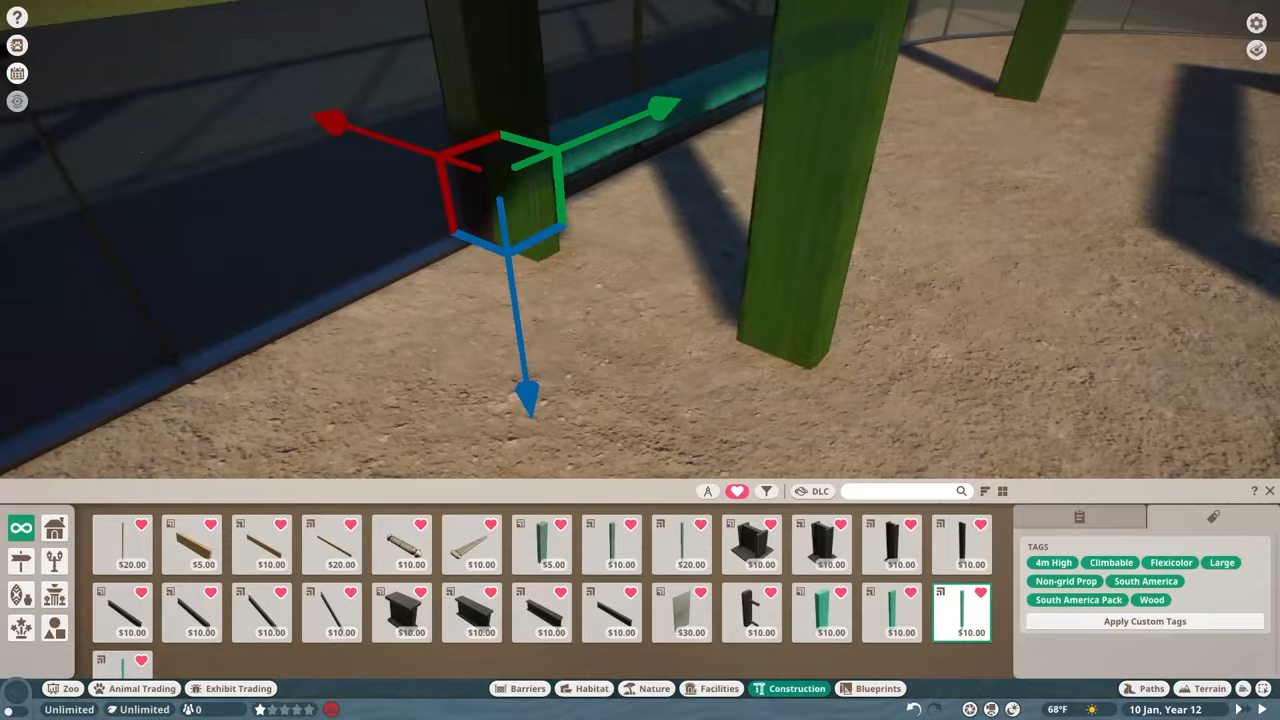 ?
DLC
? ×
$20.00 $5.00 $10.00 $20.00 $10.00 $10.00 $5.00 $10.00 $20.00 $10.00 $10.00 $10.00 $10.00
$10.00 $10.00 $10.00 $10.00 $10.00 $10.00 $10.00 $10.00 $30.00 $10.00 $10.00 $10.00 $10.00
TAGS
4m High Climbable Flexicolor Large
Non-grid Prop South America
South America Pack Wood
Apply Custom Tags
Zoo Animal Trading Exhibit Trading Barriers Habitat Nature Facilities Construction Blueprints Paths Terrain
Unlimited Unlimited 0 68°F 10 Jan, Year 12